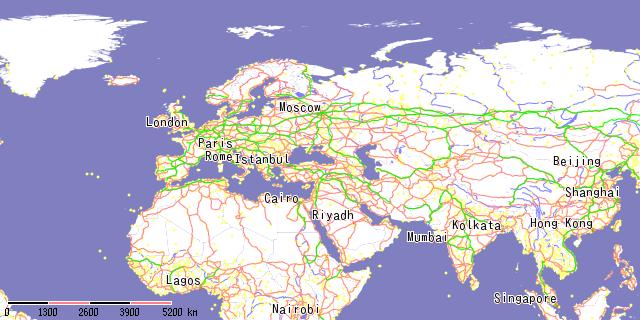 Moscow
London
Paris
Rome
Istanbul
Beijing
Shanghai
Cairo
Riyadh
Kolkata
Hong Kong
Mumbai
Lagos
Singapore
Nairobi
0 1300 2600 3900 5200 km